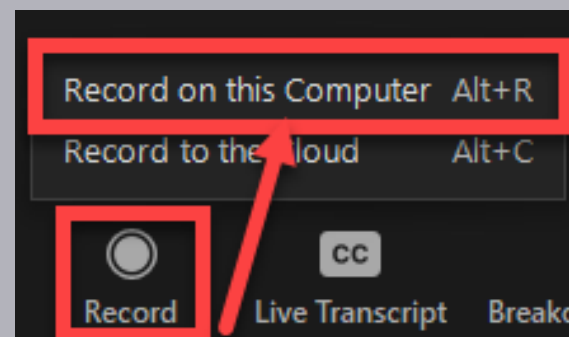 Record on this Computer Alt+R
Record to the Cloud Alt+C
CC
Record Live Transcript